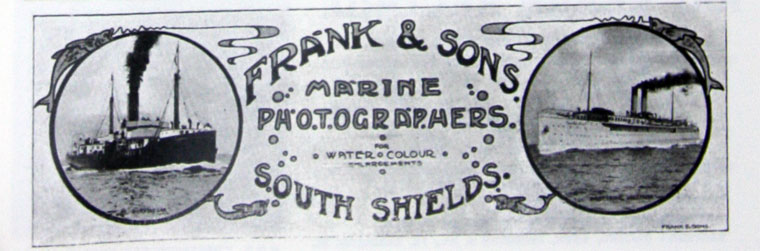 FRANK & SONS.
MARINE
PHOTOGRAPHERS.
FOR
WATER COLOUR
ENLARGEMENTS
SOUTH SHIELDS.
FRANK & SONS.